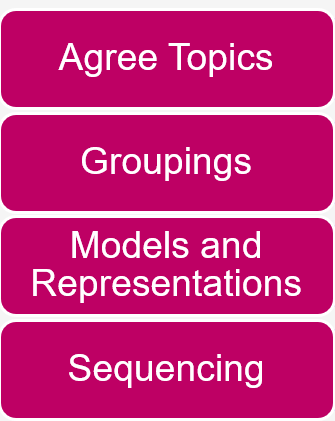 Agree Topics
Groupings
Models and
Representations
Sequencing